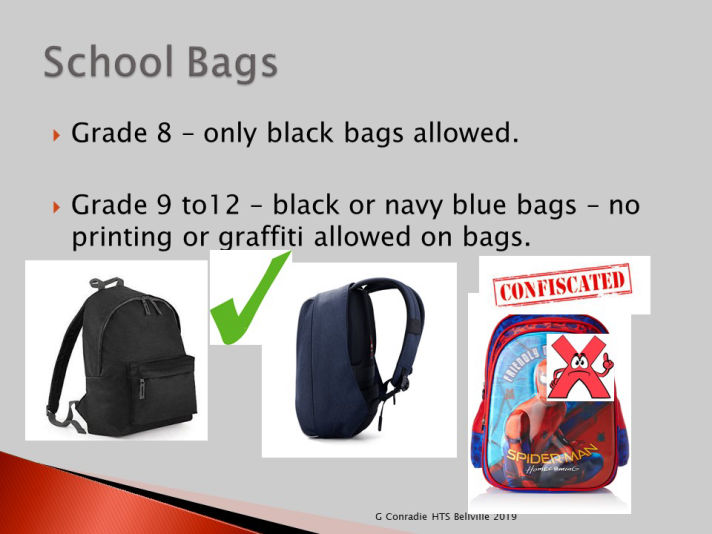 School Bags
Grade 8 – only black bags allowed.
Grade 9 to12 – black or navy blue bags – no
printing or graffiti allowed on bags.
CONFISCATED
FRIENDLY
SPIDER-MAN
HOMECOMING
G Conradie HTS Bellville 2019